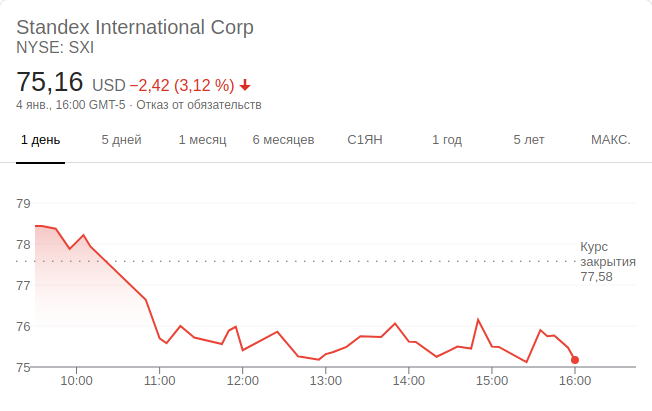 Standex International Corp
NYSE: SXI
75,16 USD −2,42 (3,12 %)
4 янв., 16:00 GMT-5 · Отказ от обязательств
1 день 5 дней 1 месяц 6 месяцев С1ЯН 1 год 5 лет МАКС.
79
78
77
76
75
Курс
закрытия
77,58
10:00 11:00 12:00 13:00 14:00 15:00 16:00